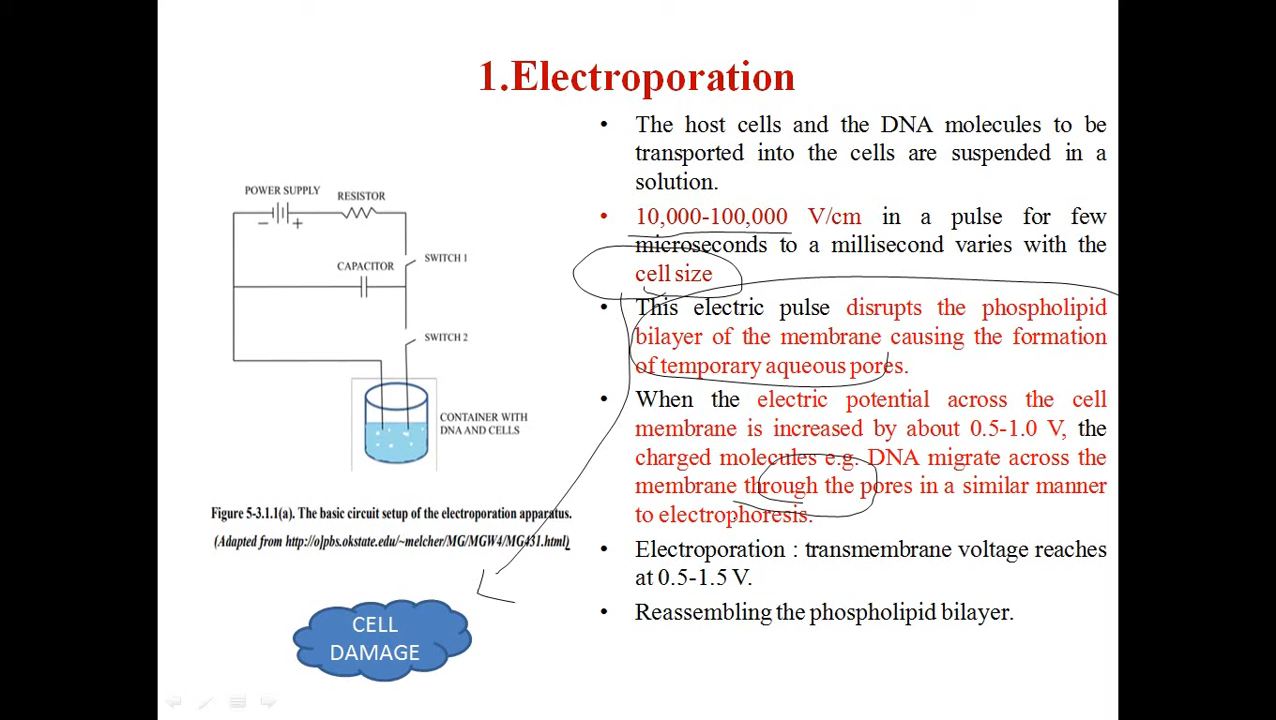 1.Electroporation
POWER SUPPLY
RESISTOR
SWITCH 1
CAPACITOR
SWITCH 2
CONTAINER WITH
DNA AND CELLS
Figure 5-3.1.1(a). The basic circuit setup of the electroporation apparatus.
(Adapted from http://o]pbs.okstate.edu/~melcher/MG/MGW4/MG431.html)
CELL
DAMAGE
• The host cells and the DNA molecules to be
transported into the cells are suspended in a
solution.
• 10,000-100,000 V/cm in a pulse for few
microseconds to a millisecond varies with the
cell size
• This electric pulse disrupts the phospholipid
bilayer of the membrane causing the formation
of temporary aqueous pores.
• When the electric potential across the cell
membrane is increased by about 0.5-1.0 V, the
charged molecules e.g. DNA migrate across the
membrane through the pores in a similar manner
to electrophoresis.
• Electroporation : transmembrane voltage reaches
at 0.5-1.5 V.
• Reassembling the phospholipid bilayer.